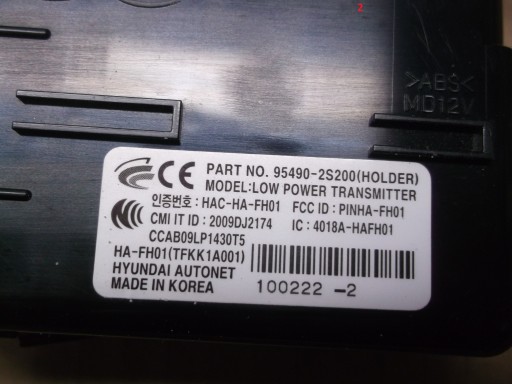 2
>ABS<
MD12V
CE PART NO. 95490-2S200(HOLDER)
MODEL:LOW POWER TRANSMITTER
인증번호 : HAC-HA-FH01 FCC ID : PINHA-FH01
CMI IT ID : 2009DJ2174 IC : 4018A-HAFH01
CCAB09LP1430T5
HA-FH01(TFKK1A001)
HYUNDAI AUTONET
MADE IN KOREA
100222 -2